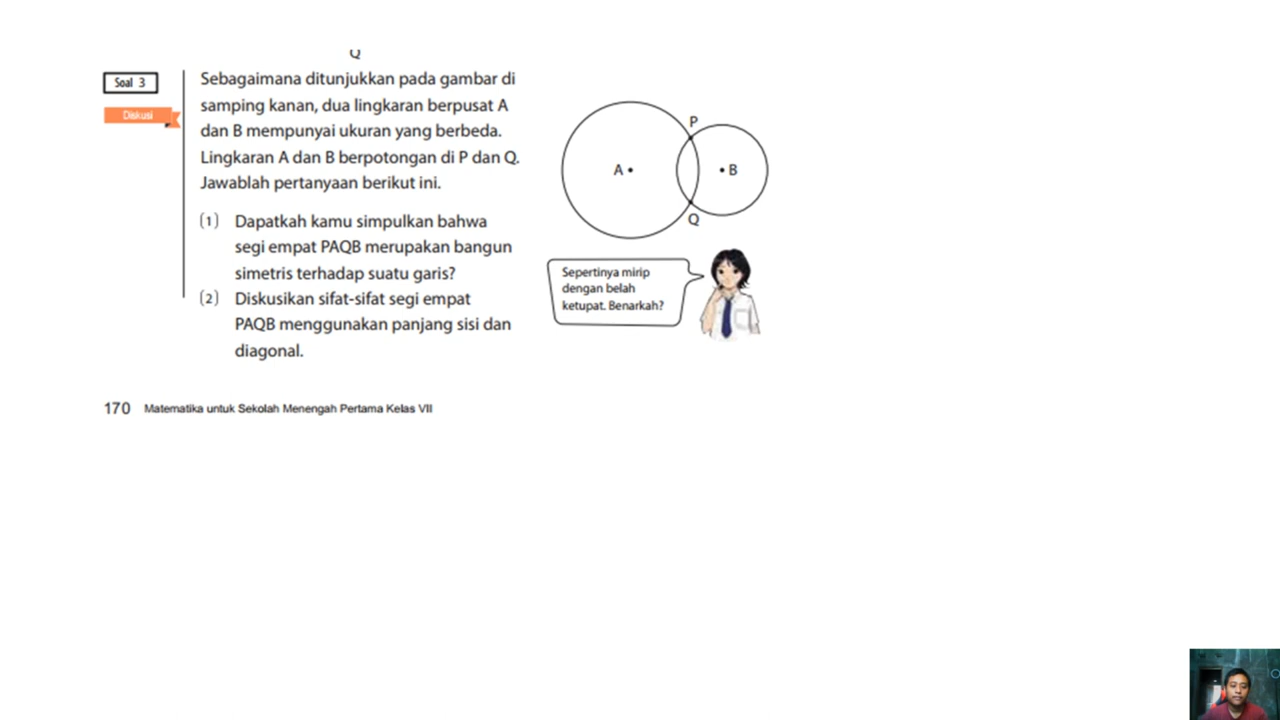 Q
Soal 3
Diskusi
Sebagaimana ditunjukkan pada gambar di
samping kanan, dua lingkaran berpusat A
dan B mempunyai ukuran yang berbeda.
Lingkaran A dan B berpotongan di P dan Q.
Jawablah pertanyaan berikut ini.
(1) Dapatkah kamu simpulkan bahwa
segi empat PAQB merupakan bangun
simetris terhadap suatu garis?
(2) Diskusikan sifat-sifat segi empat
PAQB menggunakan panjang sisi dan
diagonal.
P
A
B
Q
Sepertinya mirip
dengan belah
ketupat. Benarkah?
170 Matematika untuk Sekolah Menengah Pertama Kelas VII